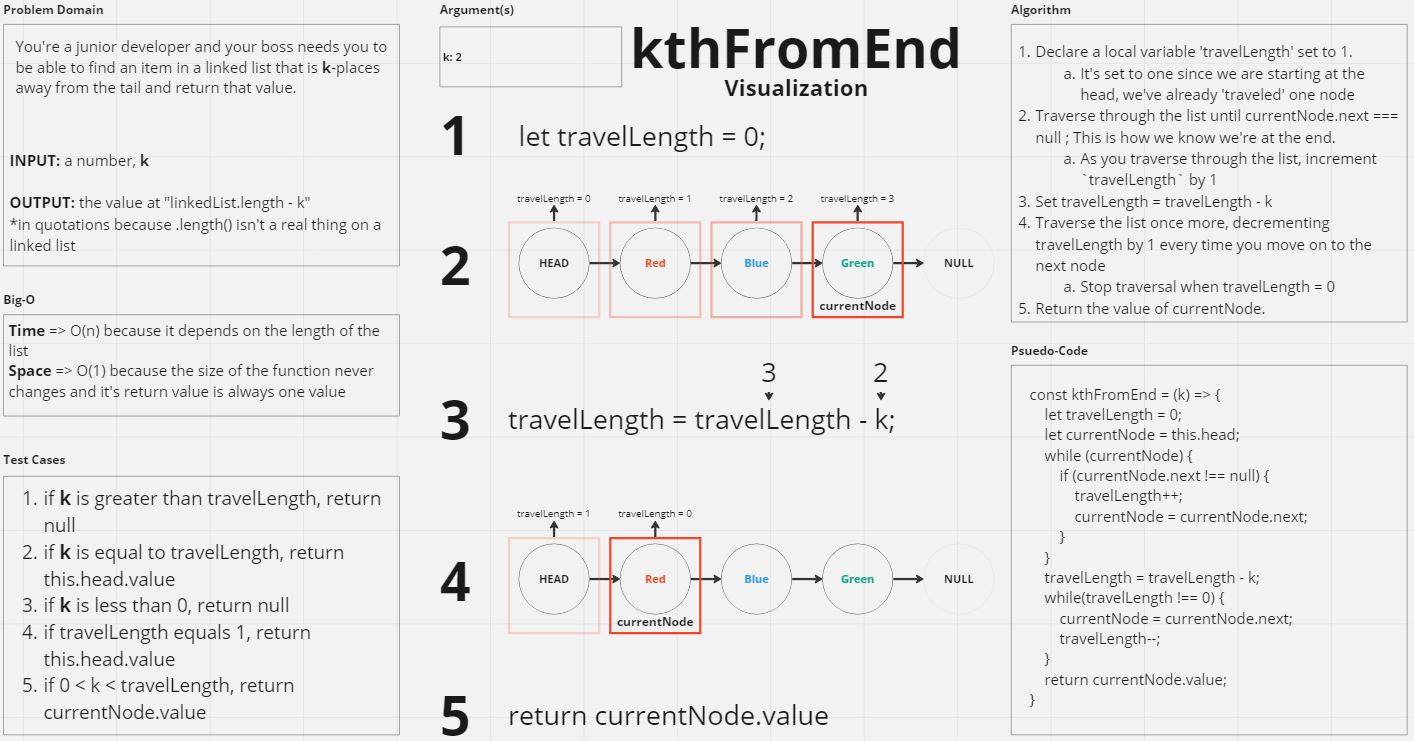 Problem Domain
You're a junior developer and your boss needs you to
be able to find an item in a linked list that is k-places
away from the tail and return that value.
INPUT: a number, k
OUTPUT: the value at "linkedList.length - k"
*in quotations because .length() isn't a real thing on a
linked list
Big-O
Time => O(n) because it depends on the length of the
list
Space => O(1) because the size of the function never
changes and it's return value is always one value
Test Cases
1. if k is greater than travelLength, return
null
2. if k is equal to travelLength, return
this.head.value
3. if k is less than 0, return null
4. if travelLength equals 1, return
this.head.value
5. if 0 < k < travelLength, return
currentNode.value
Argument(s)
k: 2
kthFromEnd
Visualization
1
let travelLength = 0;
2
travelLength = 0
travelLength = 1
travelLength = 2
travelLength = 3
HEAD
Red
Blue
Green
NULL
currentNode
3
3
2
travelLength = travelLength - k;
4
travelLength = 1
travelLength = 0
HEAD
Red
Blue
Green
NULL
currentNode
5
return currentNode.value
Algorithm
1. Declare a local variable 'travelLength' set to 1.
a. It's set to one since we are starting at the
head, we've already 'traveled' one node
2. Traverse through the list until currentNode.next ===
null ; This is how we know we're at the end.
a. As you traverse through the list, increment
`travelLength` by 1
3. Set travelLength = travelLength - k
4. Traverse the list once more, decrementing
travelLength by 1 every time you move on to the
next node
a. Stop traversal when travelLength = 0
5. Return the value of currentNode.
Psuedo-Code
const kthFromEnd = (k) => {
let travelLength = 0;
let currentNode = this.head;
while (currentNode) {
if (currentNode.next !== null) {
travelLength++;
currentNode = currentNode.next;
}
}
travelLength = travelLength - k;
while(travelLength !== 0) {
currentNode = currentNode.next;
travelLength--;
}
return currentNode.value;
}